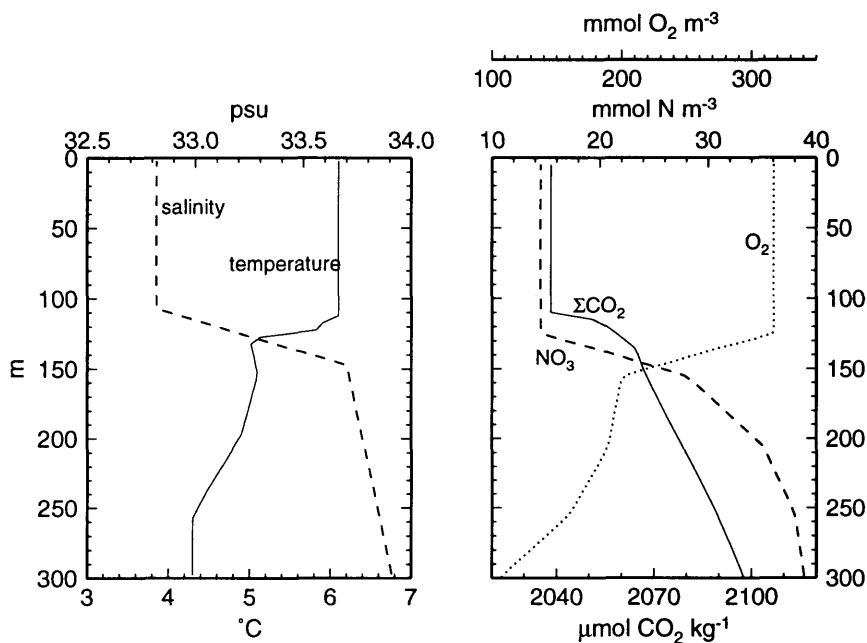 mmol O₂ m⁻³
100 200 300
psu
mmol N m⁻³
32.5 33.0 33.5 34.0
10 20 30 40
0
50
100
150
200
250
300
m
salinity
temperature
3 4 5 6 7
°C
O₂
ΣCO₂
NO₃
0
50
100
150
200
250
300
2040 2070 2100
μmol CO₂ kg⁻¹